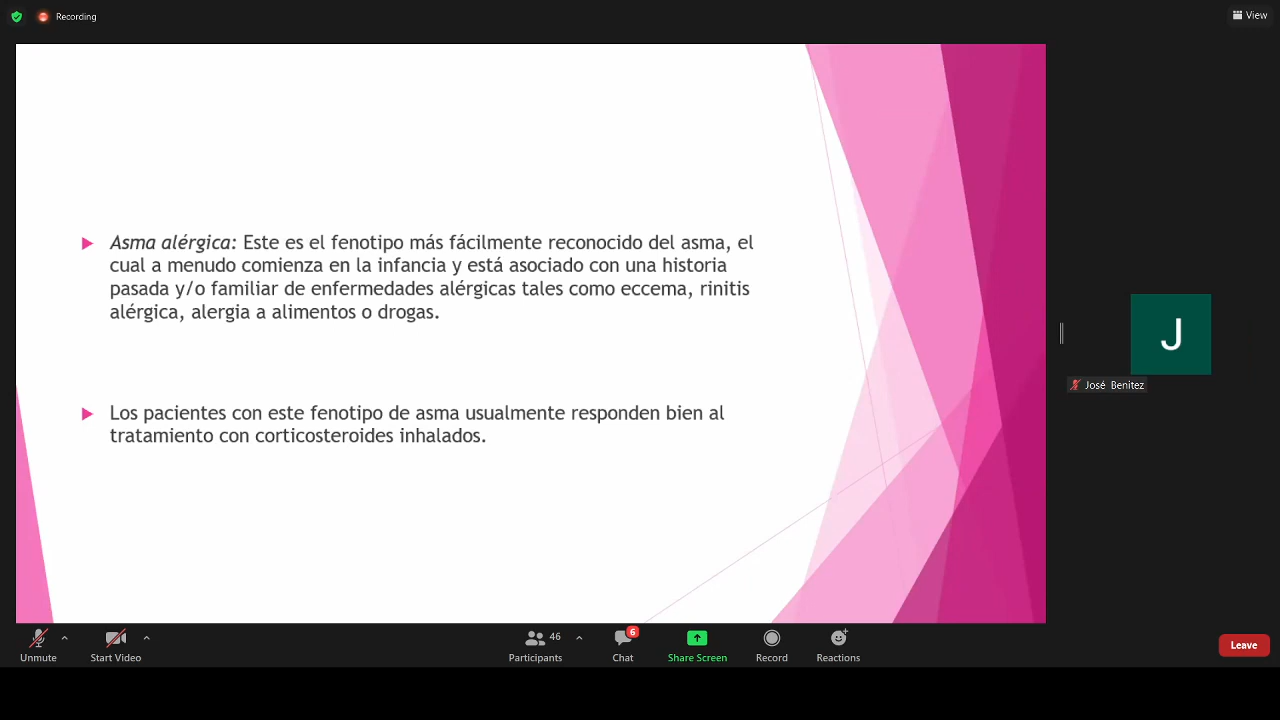 Recording
View
Asma alérgica: Este es el fenotipo más fácilmente reconocido del asma, el
cual a menudo comienza en la infancia y está asociado con una historia
pasada y/o familiar de enfermedades alérgicas tales como eccema, rinitis
alérgica, alergia a alimentos o drogas.
Los pacientes con este fenotipo de asma usualmente responden bien al
tratamiento con corticosteroides inhalados.
J
José Benitez
Unmute
Start Video
46
Participants
6
Chat
Share Screen
Record
Reactions
Leave